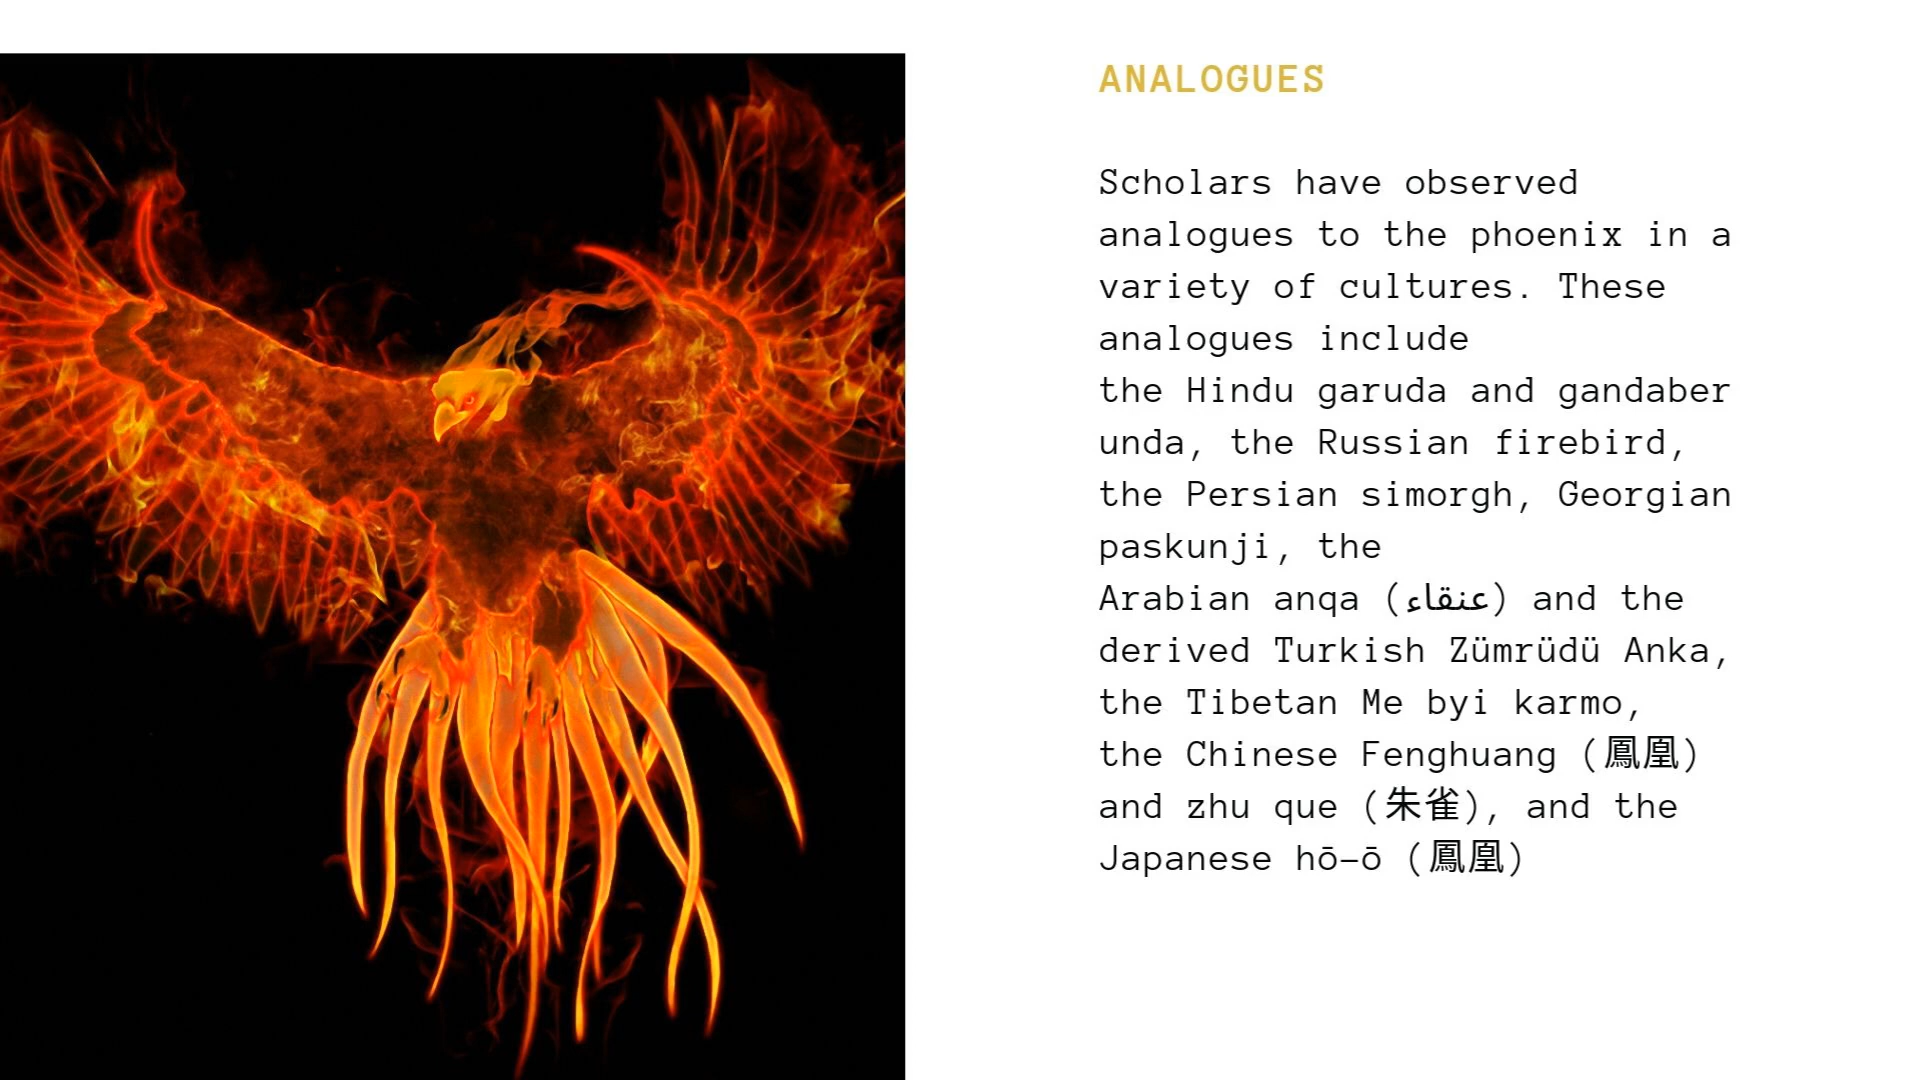 ANALOGUES
Scholars have observed
analogues to the phoenix in a
variety of cultures. These
analogues include
the Hindu garuda and gandaber
unda, the Russian firebird,
the Persian simorgh, Georgian
paskunji, the
Arabian anqa (عنقاء) and the
derived Turkish Zümrüdü Anka,
the Tibetan Me byi karmo,
the Chinese Fenghuang (鳳凰)
and zhu que (朱雀), and the
Japanese hō-ō (鳳凰)